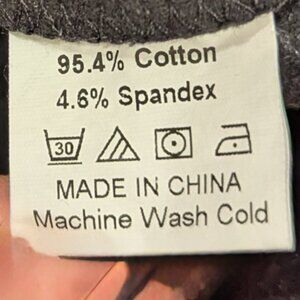 95.4% Cotton
4.6% Spandex
30
MADE IN CHINA
Machine Wash Cold